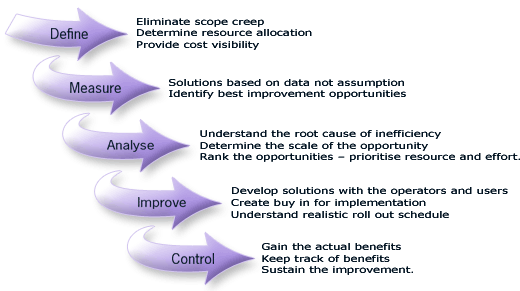 Define
Eliminate scope creep
Determine resource allocation
Provide cost visibility
Measure
Solutions based on data not assumption
Identify best improvement opportunities
Analyse
Understand the root cause of inefficiency
Determine the scale of the opportunity
Rank the opportunities – prioritise resource and effort.
Improve
Develop solutions with the operators and users
Create buy in for implementation
Understand realistic roll out schedule
Control
Gain the actual benefits
Keep track of benefits
Sustain the improvement.